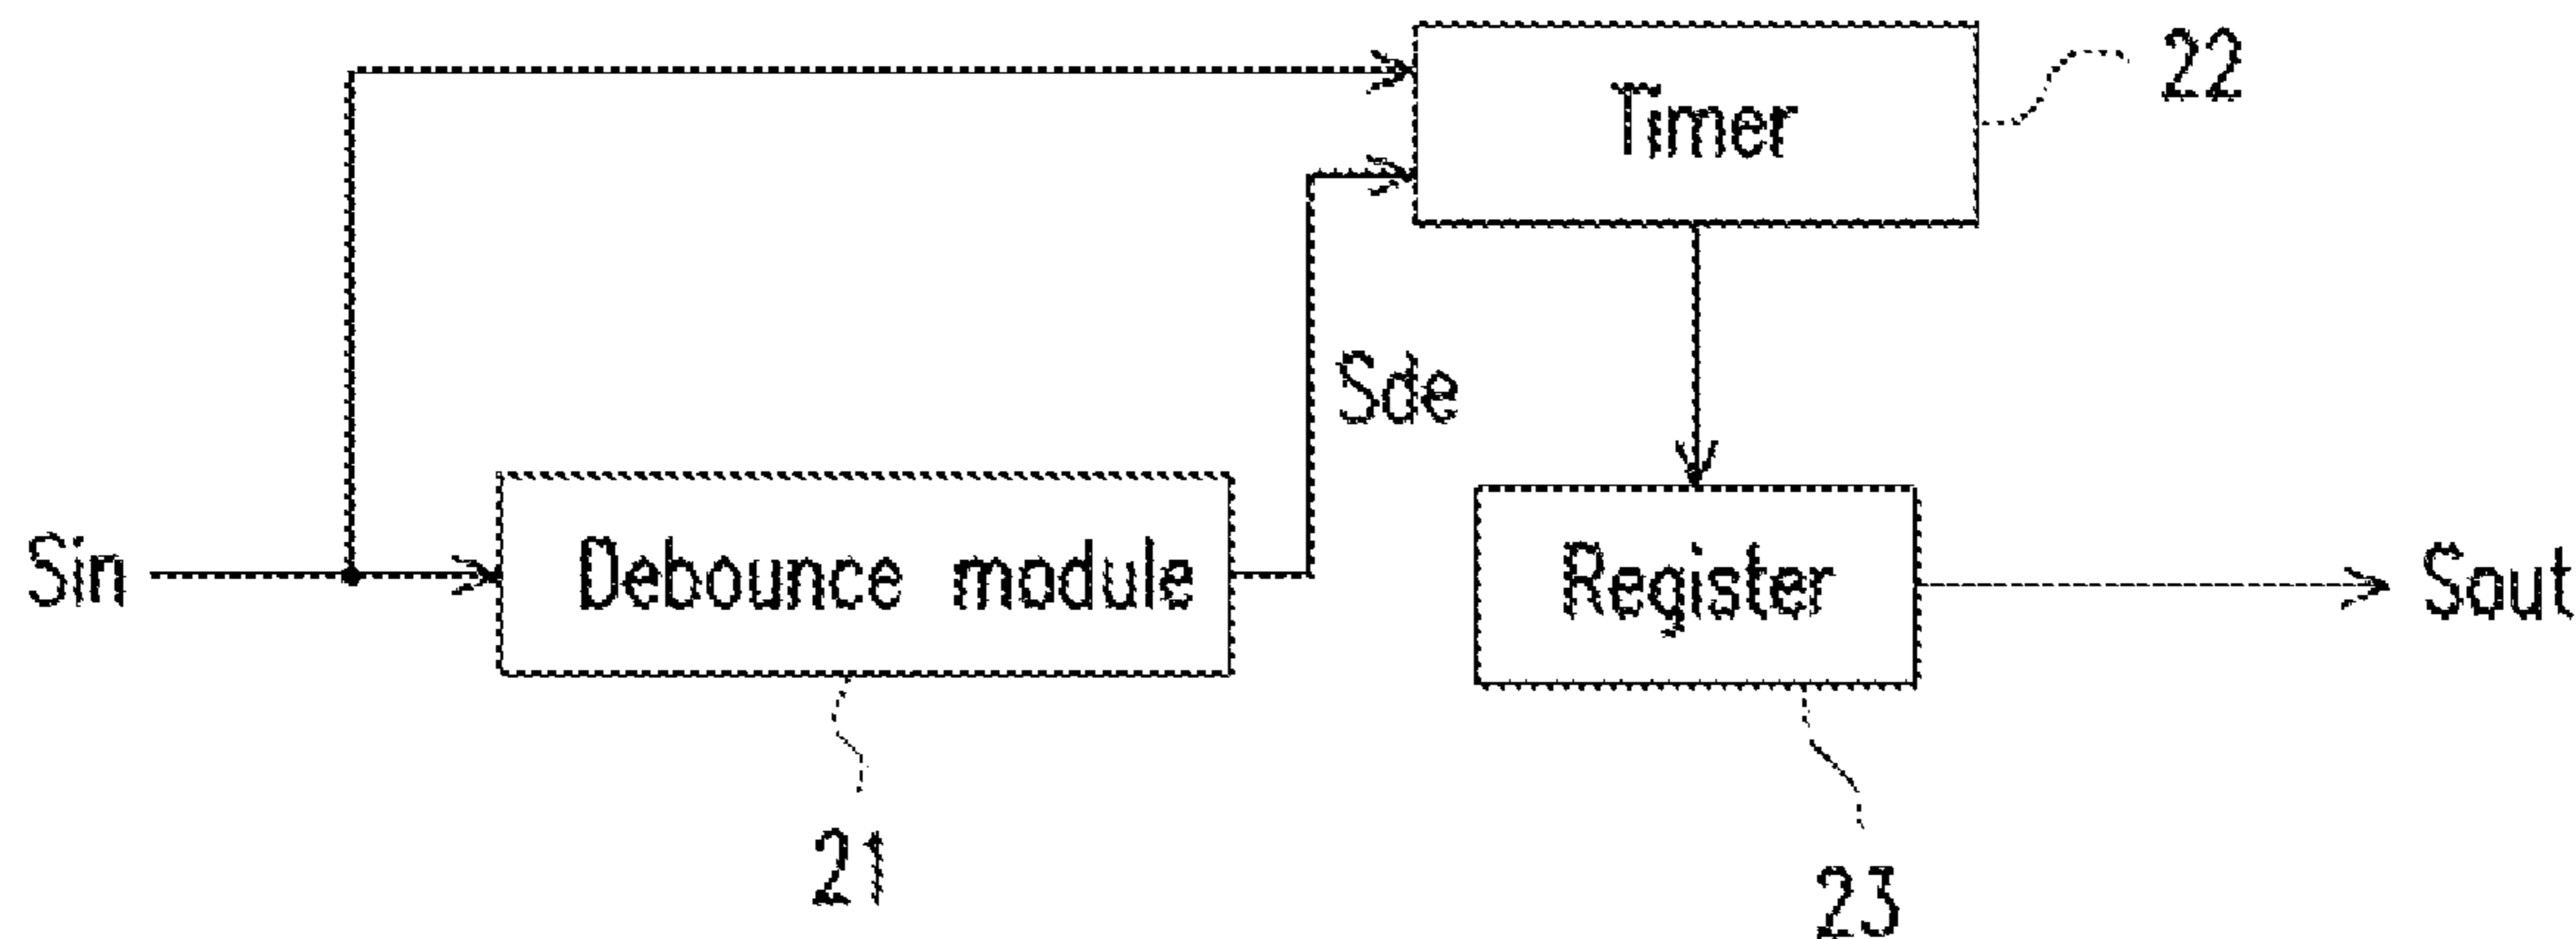 22
Timer
Sde
Sin
Debounce module
Register
Sout
21
23